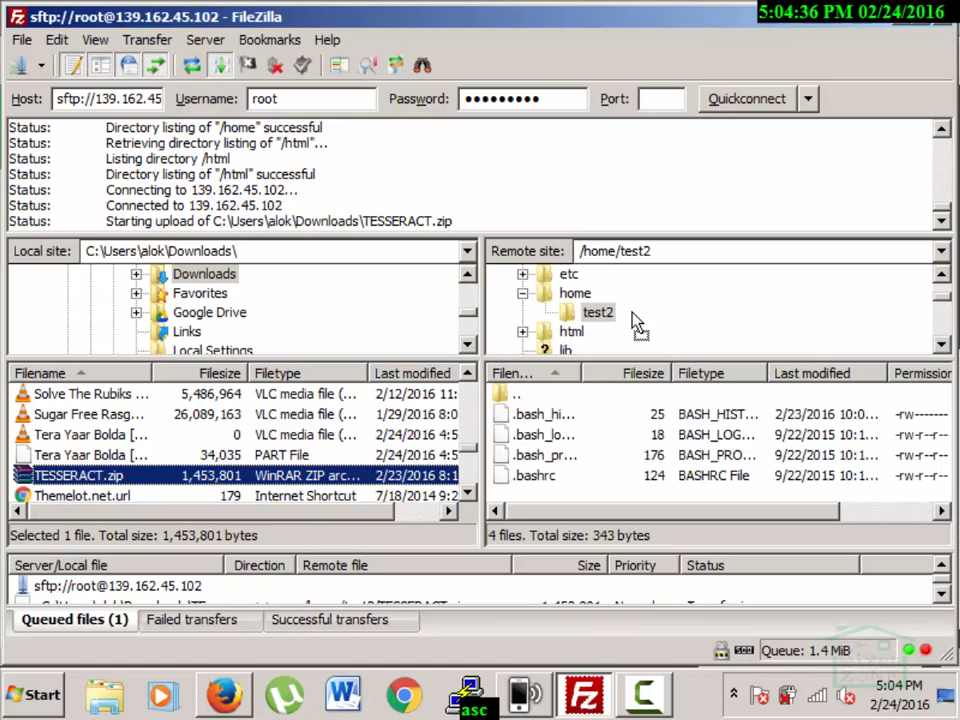 sftp://root@139.162.45.102 - FileZilla
5:04:36 PM 02/24/2016
File Edit View Transfer Server Bookmarks Help
Host: sftp://139.162.45 Username: root Password: ●●●●●●●●● Port: Quickconnect
Status: Directory listing of "/home" successful
Status: Retrieving directory listing of "/html"...
Status: Listing directory /html
Status: Directory listing of "/html" successful
Status: Connecting to 139.162.45.102...
Status: Connected to 139.162.45.102
Status: Starting upload of C:\Users\alok\Downloads\TESSERACT.zip
Local site: C:\Users\alok\Downloads\
Downloads
Favorites
Google Drive
Links
Local Settings
Remote site: /home/test2
etc
home
test2
html
lib
Filename Filesize Filetype Last modified
Solve The Rubiks ... 5,486,964 VLC media file (... 2/12/2016 11:
Sugar Free Rasg... 26,089,163 VLC media file (... 1/29/2016 8:0
Tera Yaar Bolda [... 0 VLC media file (... 2/24/2016 4:5
Tera Yaar Bolda [... 34,035 PART File 2/24/2016 4:5
TESSERACT.zip 1,453,801 WinRAR ZIP arc... 2/23/2016 8:1
Themelot.net.url 179 Internet Shortcut 7/18/2014 9:2
Selected 1 file. Total size: 1,453,801 bytes
Filen... Filesize Filetype Last modified Permission
..
.bash_hi... 25 BASH_HIST... 2/23/2016 10:0... -rw-------
.bash_lo... 18 BASH_LOG... 9/22/2015 10:1... -rw-r--r--
.bash_pr... 176 BASH_PRO... 9/22/2015 10:1... -rw-r--r--
.bashrc 124 BASHRC File 9/22/2015 10:1... -rw-r--r--
4 files. Total size: 343 bytes
Server/Local file Direction Remote file Size Priority Status
sftp://root@139.162.45.102
Queued files (1) Failed transfers Successful transfers
Queue: 1.4 MiB
Start
asc
5:04 PM
2/24/2016